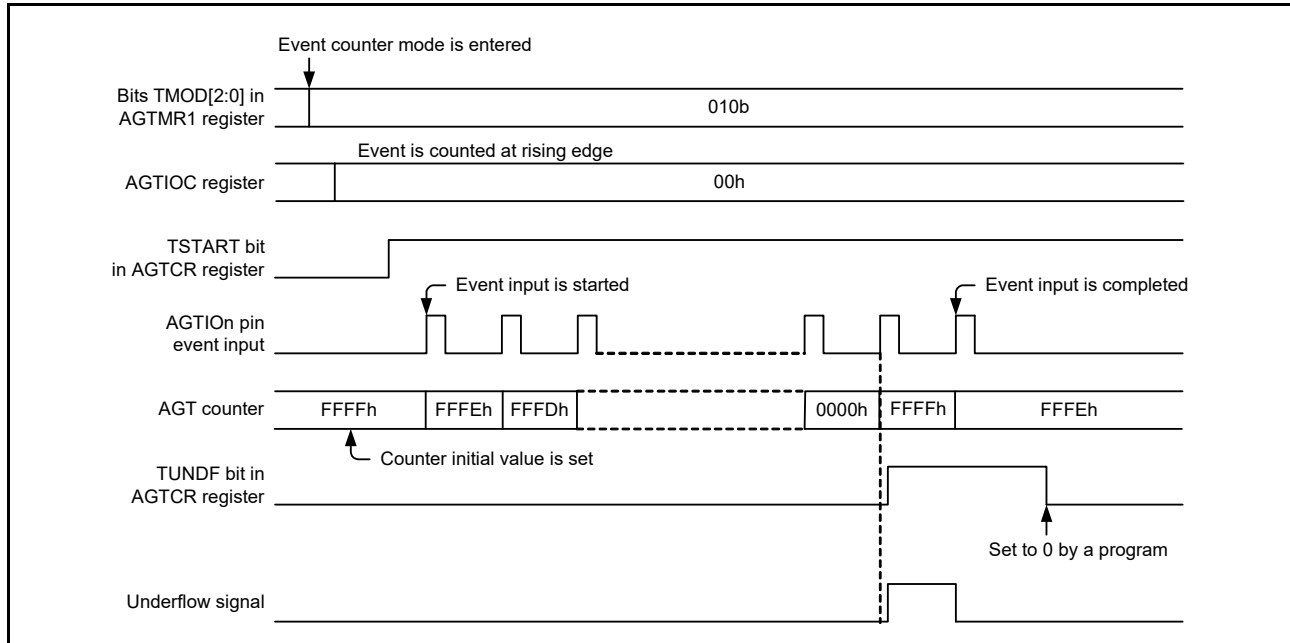 Event counter mode is entered
Bits TMOD[2:0] in
AGTMR1 register
010b
Event is counted at rising edge
AGTIOC register
00h
TSTART bit
in AGTCR register
Event input is started
Event input is completed
AGTIOn pin
event input
AGT counter
FFFFh
FFFEh
FFFDh
0000h
FFFFh
FFFEh
Counter initial value is set
TUNDF bit in
AGTCR register
Set to 0 by a program
Underflow signal